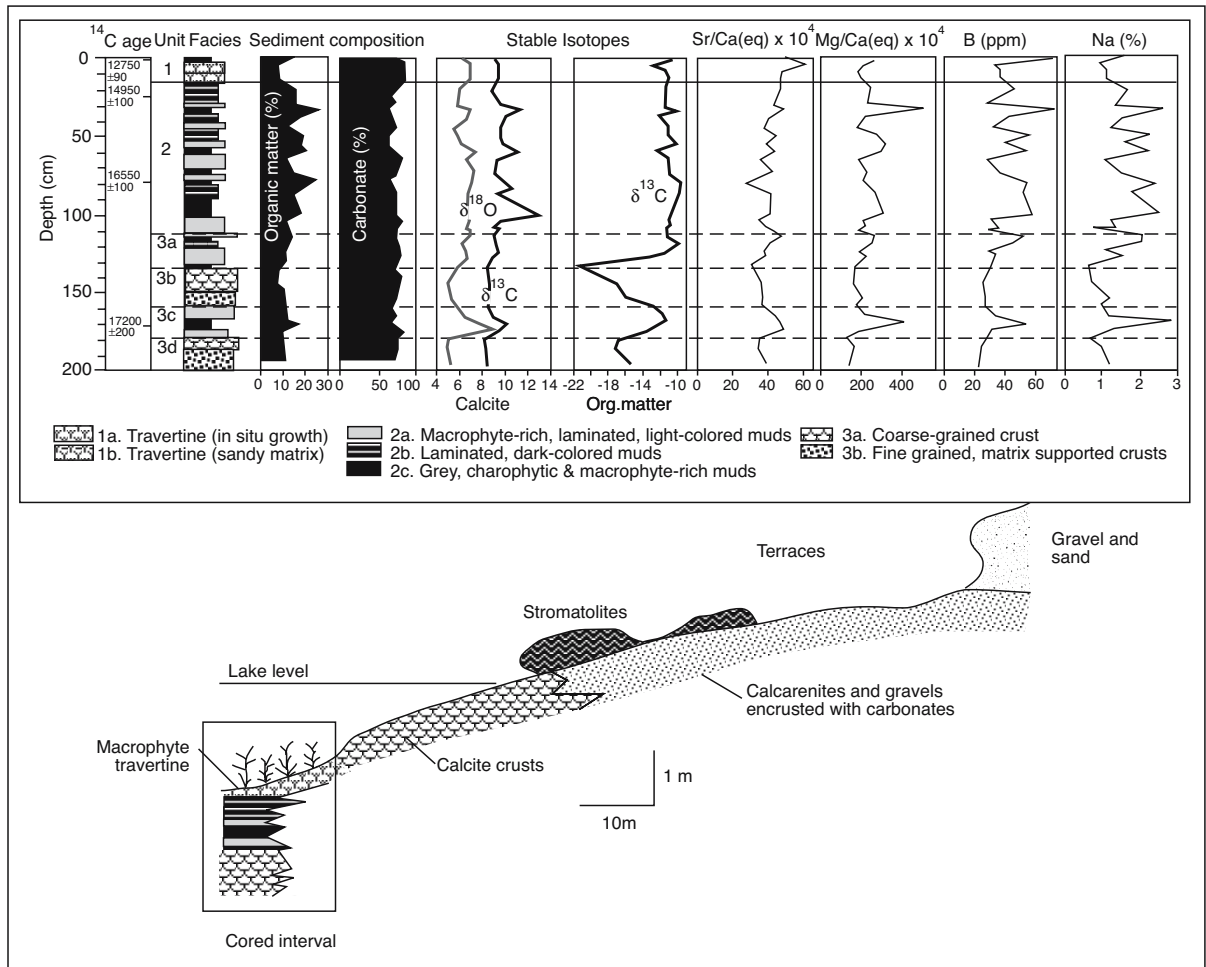 14C age Unit Facies Sediment composition Stable Isotopes Sr/Ca(eq) x 10^4 Mg/Ca(eq) x 10^4 B (ppm) Na (%)
Depth (cm)
0
50
100
150
200
12750
±90
14950
±100
16550
±100
17200
±200
1
2
3a
3b
3c
3d
Organic matter (%)
Carbonate (%)
δ18O
δ13C
δ13C
0 10 20 30
0 50 100
4 6 8 10 12 14
-22 -18 -14 -10
0 20 40 60 80
0 200 400
0 20 40 60
0 1 2 3
Calcite
Org.matter
1a. Travertine (in situ growth)
1b. Travertine (sandy matrix)
2a. Macrophyte-rich, laminated, light-colored muds
2b. Laminated, dark-colored muds
2c. Grey, charophytic & macrophyte-rich muds
3a. Coarse-grained crust
3b. Fine grained, matrix supported crusts
Terraces
Gravel and
sand
Stromatolites
Lake level
Calcarenites and gravels
encrusted with carbonates
Macrophyte
travertine
Calcite crusts
1 m
10m
Cored interval